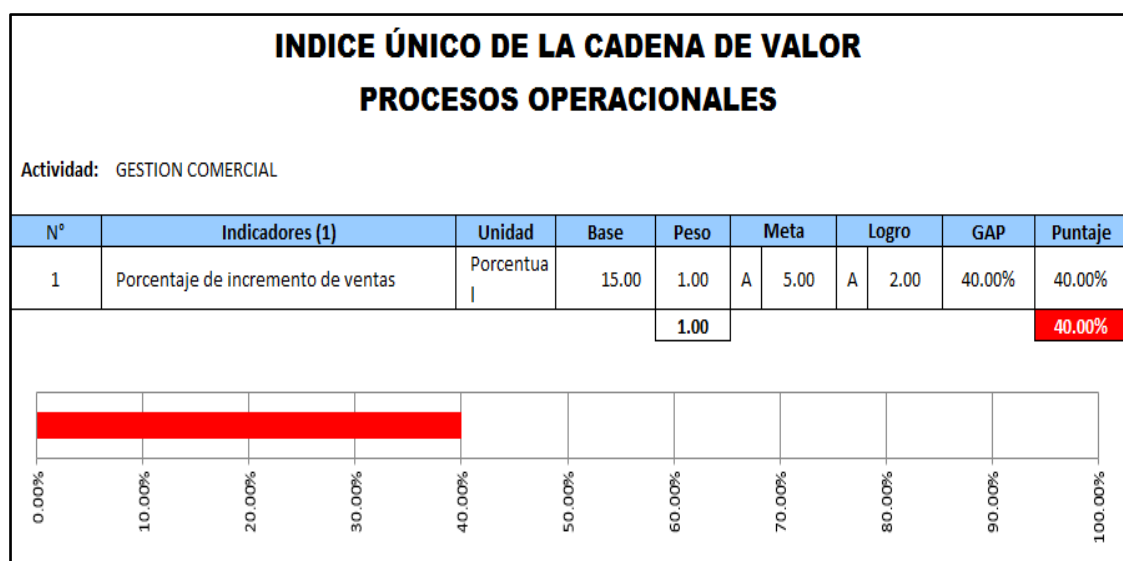 INDICE ÚNICO DE LA CADENA DE VALOR
PROCESOS OPERACIONALES
Actividad: GESTION COMERCIAL
N° Indicadores (1) Unidad Base Peso Meta Logro GAP Puntaje
1 Porcentaje de incremento de ventas Porcentua
l 15.00 1.00 A 5.00 A 2.00 40.00% 40.00%
1.00 40.00%
0.00% 10.00% 20.00% 30.00% 40.00% 50.00% 60.00% 70.00% 80.00% 90.00% 100.00%